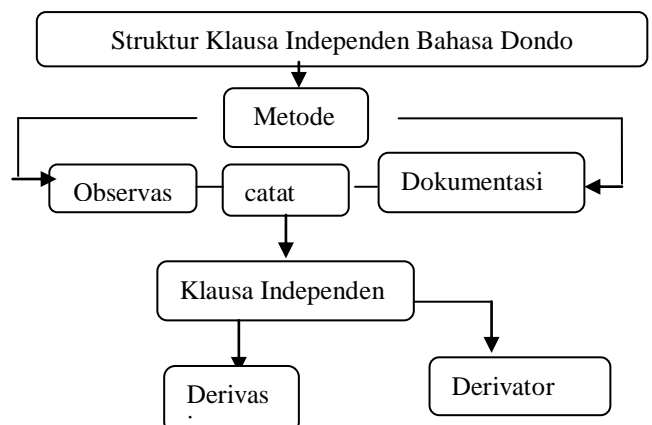 Struktur Klausa Independen Bahasa Dondo
Metode
Observas
catat
Dokumentasi
Klausa Independen
Derivas
Derivator